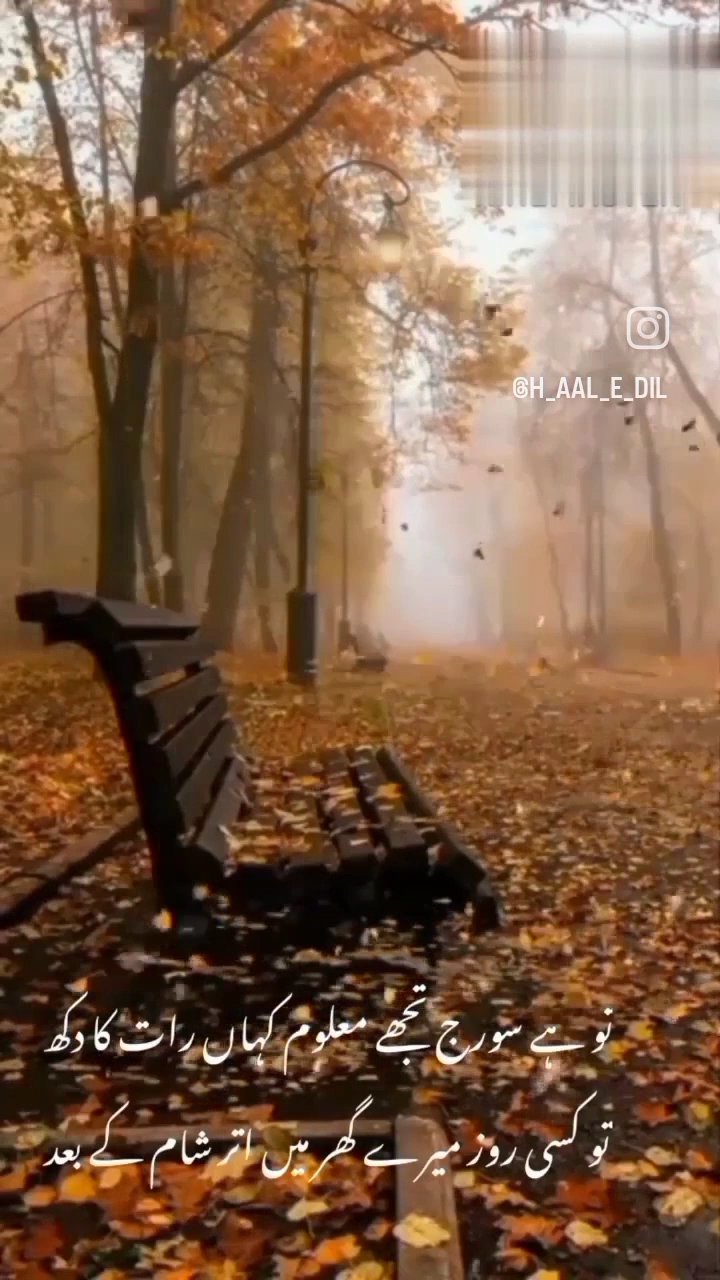 @H_AAL_E_DIL
نو ہے سورج تجھے معلوم کہاں رات کا دکھ
تو کسی روز میرے گھر میں اتر شام کے بعد